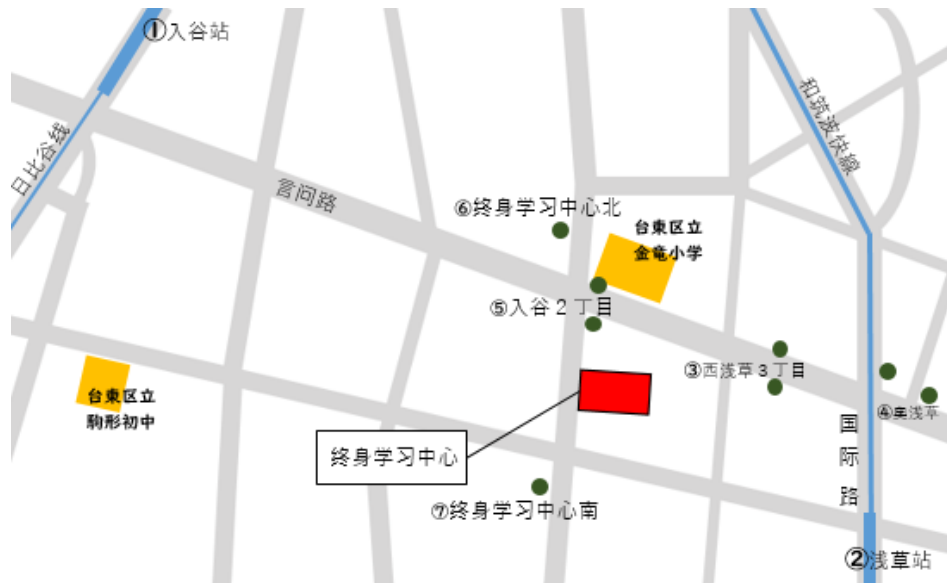 ①入谷站
日比谷线
言问路
和筑波快線
⑥终身学习中心北
台東区立
金竜小学
⑤入谷２丁目
③西浅草３丁目
④奥浅草
台東区立
駒形初中
国际路
终身学习中心
⑦终身学习中心南
②浅草站